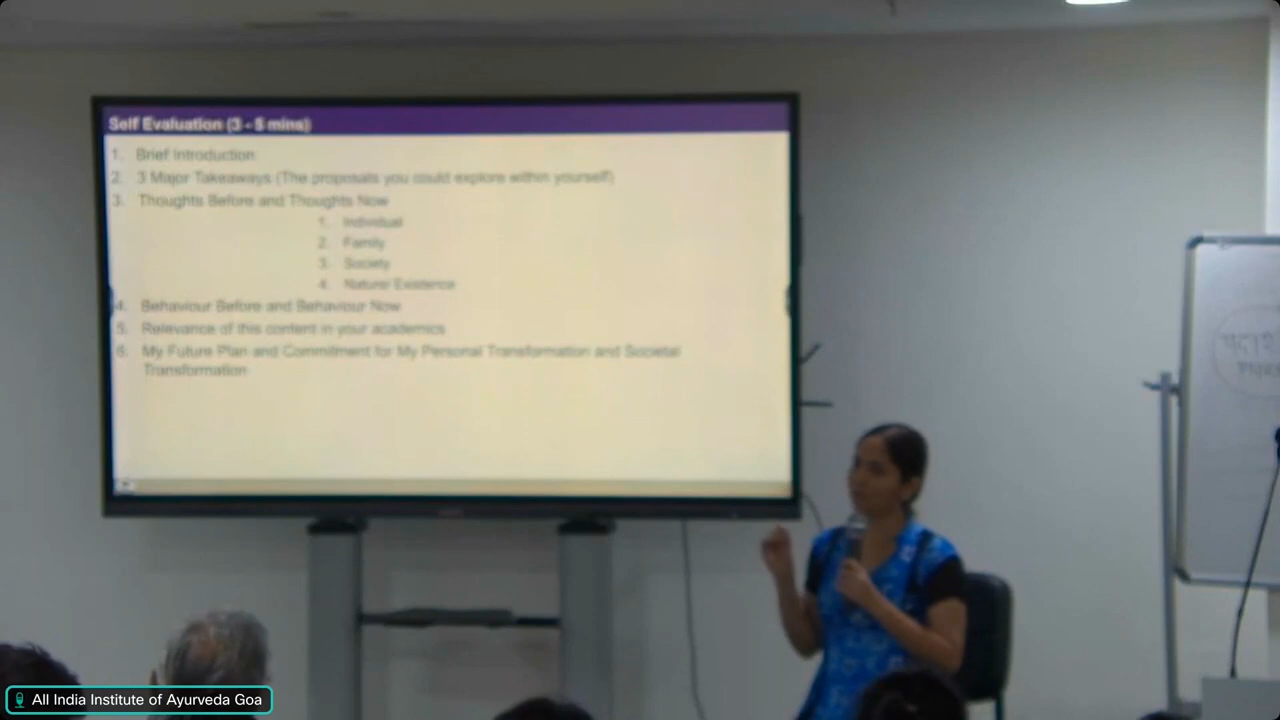 Self Evaluation (3 - 5 mins)
1. Brief Introduction
2. 3 Major Takeaways (The proposals you could explore within yourself)
3. Thoughts Before and Thoughts Now
1. Individual
2. Family
3. Society
4. Natural Existence
4. Behaviour Before and Behaviour Now
5. Relevance of this content in your academics
6. My Future Plan and Commitment for My Personal Transformation and Societal
Transformation
All India Institute of Ayurveda Goa